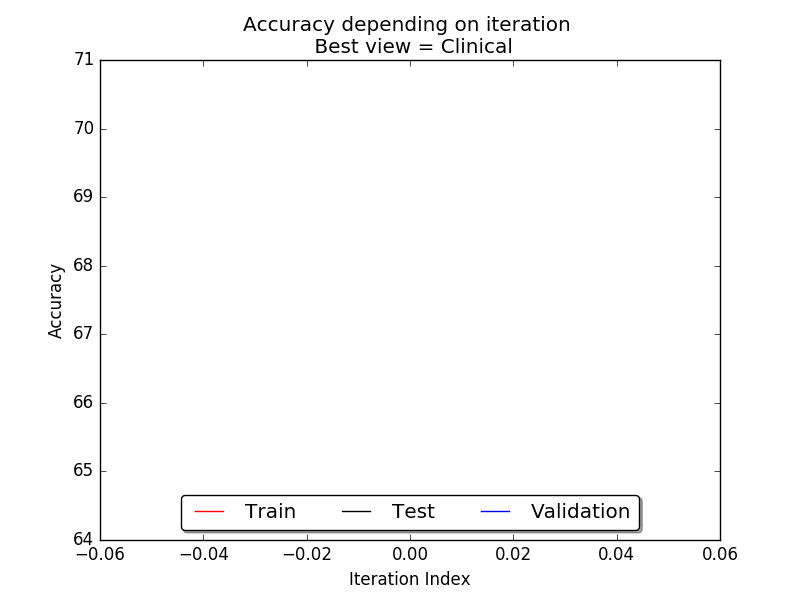 Accuracy depending on iteration
Best view = Clinical
71
70
69
68
67
66
65
64
Accuracy
Train Test Validation
−0.06 −0.04 −0.02 0.00 0.02 0.04 0.06
Iteration Index